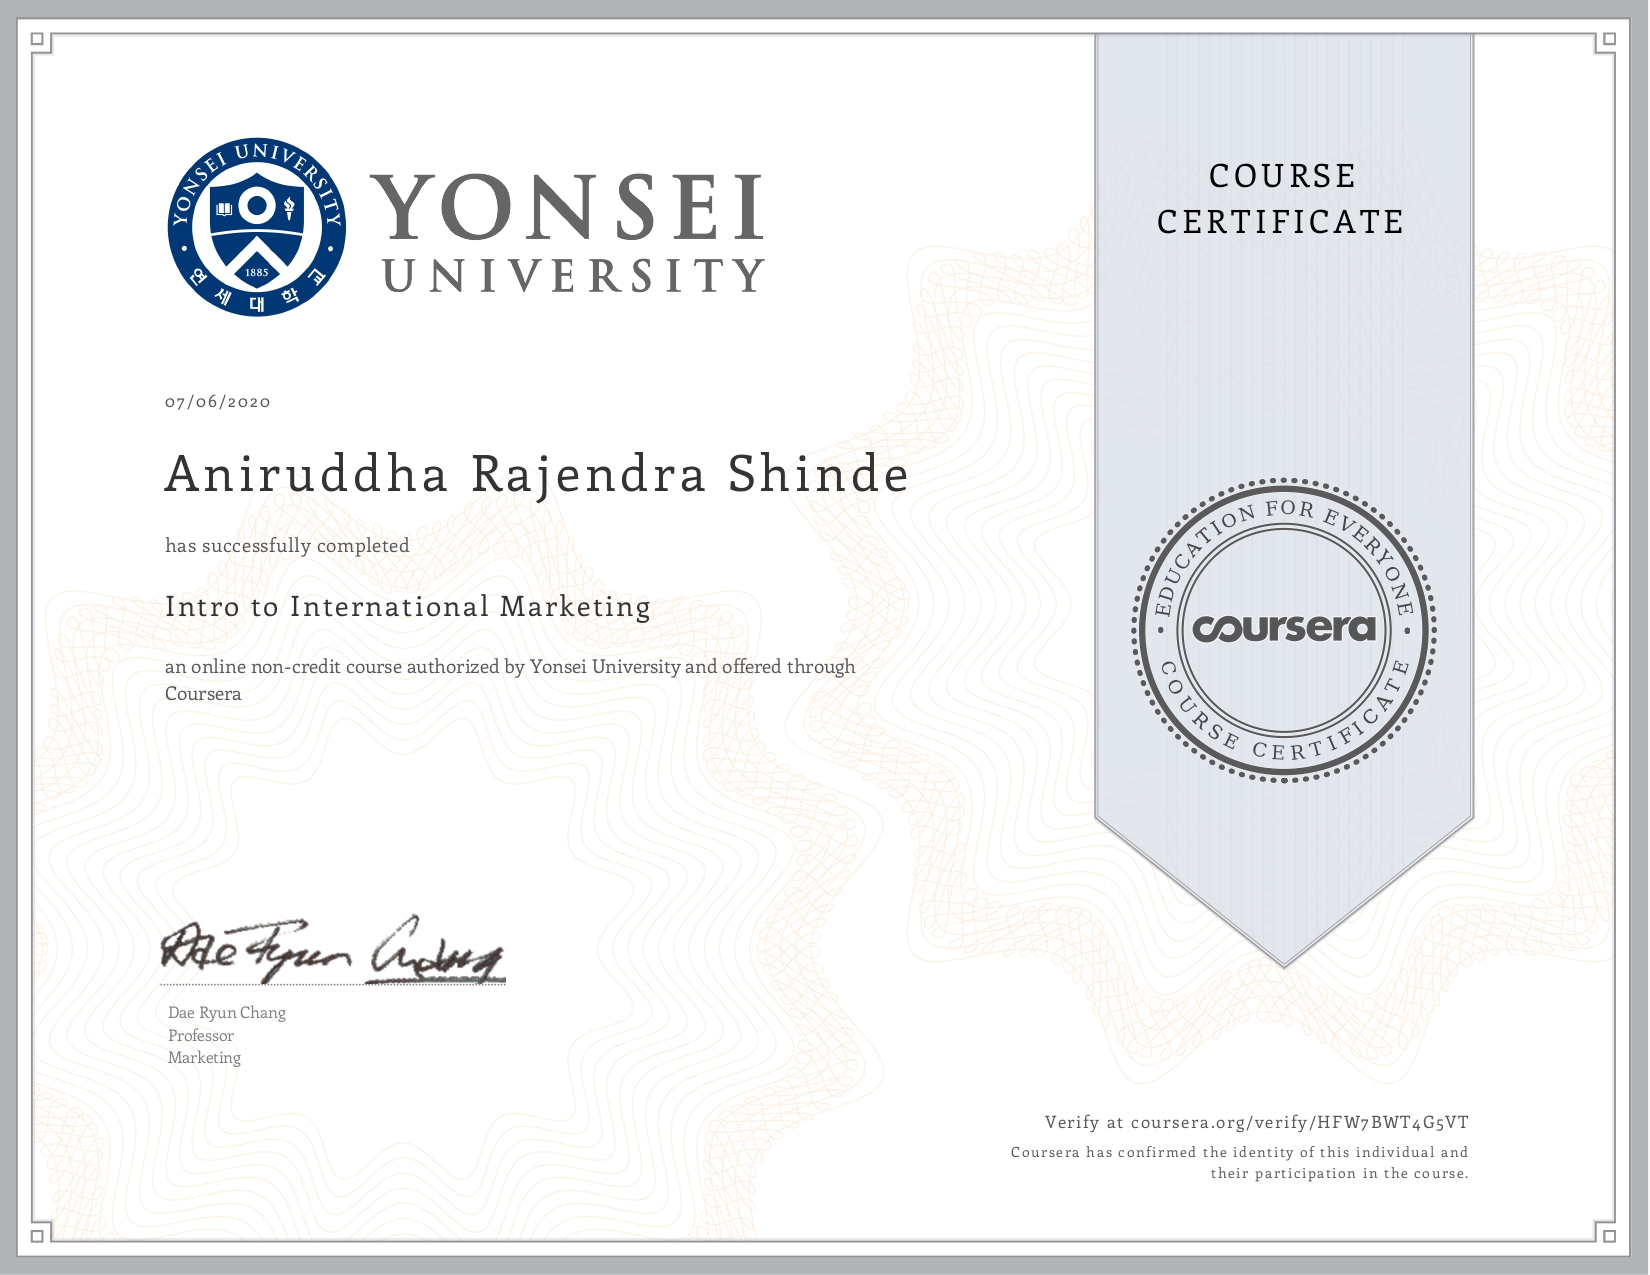 YONSEI UNIVERSITY
1885
연세대학교
YONSEI
UNIVERSITY
COURSE
CERTIFICATE
07/06/2020
Aniruddha Rajendra Shinde
has successfully completed
Intro to International Marketing
an online non-credit course authorized by Yonsei University and offered through
Coursera
EDUCATION FOR EVERYONE
coursera
COURSE CERTIFICATE
Dae Ryun Chang
Dae Ryun Chang
Professor
Marketing
Verify at coursera.org/verify/HFW7BWT4G5VT
Coursera has confirmed the identity of this individual and
their participation in the course.